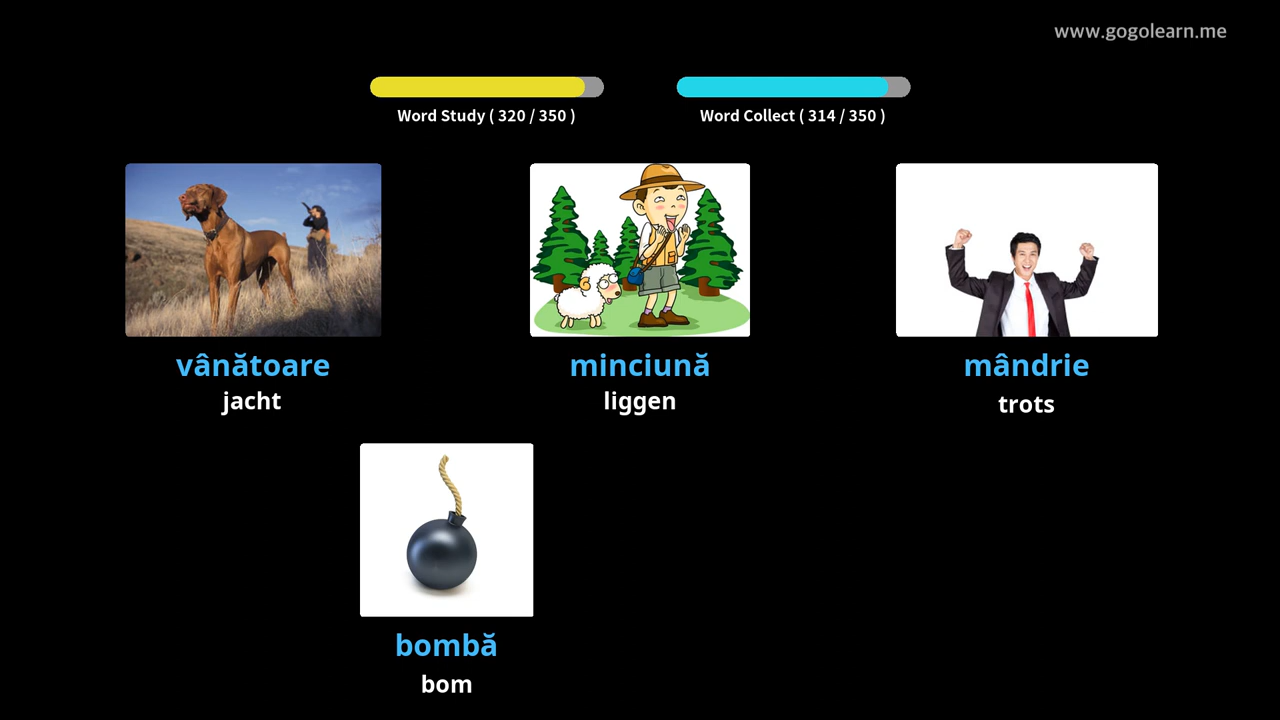 www.gogolearn.me
Word Study ( 320 / 350 )
Word Collect ( 314 / 350 )
vânătoare
jacht
minciună
liggen
mândrie
trots
bombă
bom